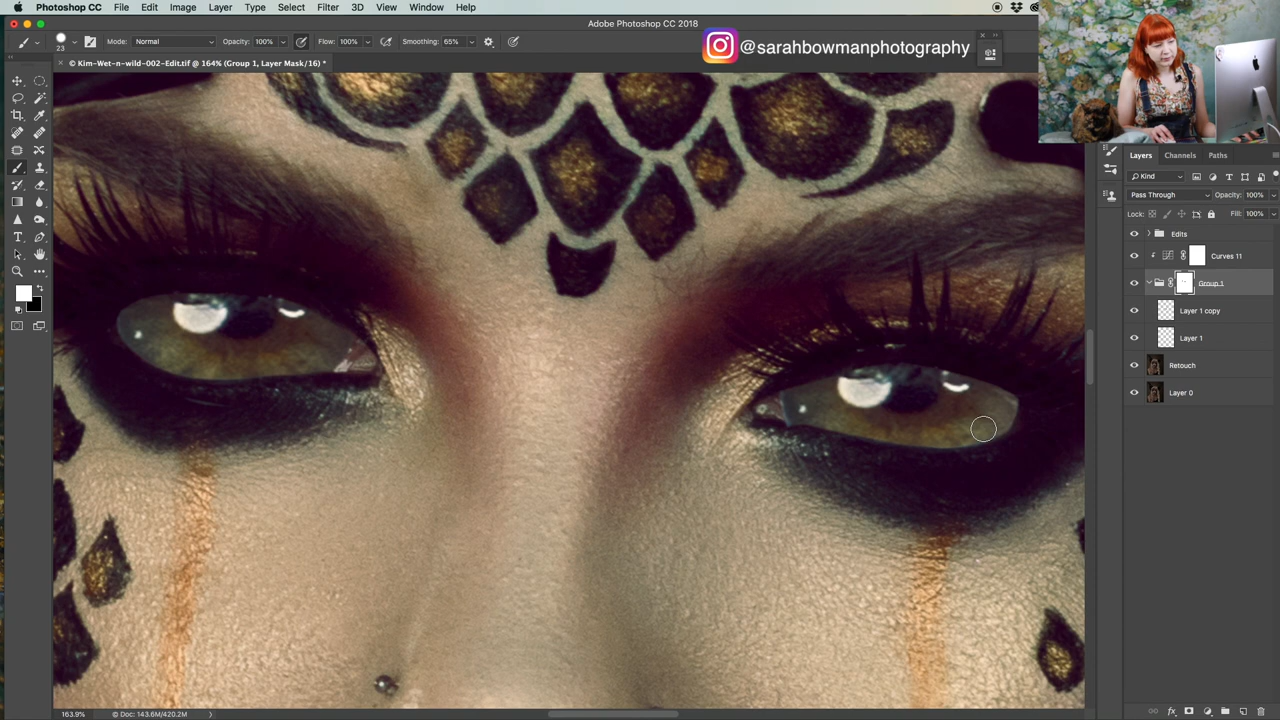 Photoshop CC File Edit Image Layer Type Select Filter 3D View Window Help
Adobe Photoshop CC 2018
23 Mode: Normal Opacity: 100% Flow: 100% Smoothing: 65%
@sarahbowmanphotography
© Kim-Wet-n-wild-002-Edit.tif @ 164% (Group 1, Layer Mask/16) *
Layers Channels Paths
Kind
Pass Through Opacity: 100%
Lock: Fill: 100%
Edits
Curves 11
Group 1
Layer 1 copy
Layer 1
Retouch
Layer 0
163.9% Doc: 143.6M/420.2M